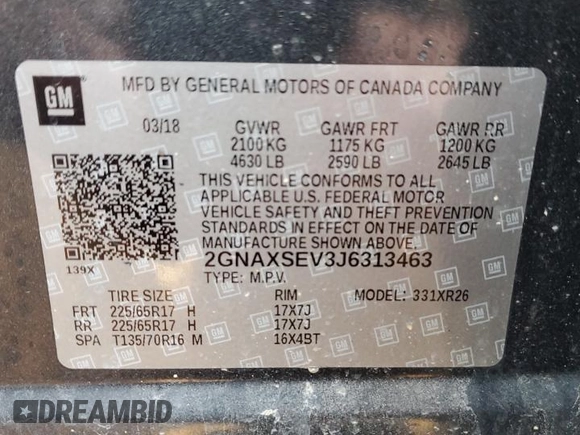 GM
MFD BY GENERAL MOTORS OF CANADA COMPANY
03/18 GVWR GAWR FRT GAWR RR
2100 KG 1175 KG 1200 KG
4630 LB 2590 LB 2645 LB
THIS VEHICLE CONFORMS TO ALL
APPLICABLE U.S. FEDERAL MOTOR
VEHICLE SAFETY AND THEFT PREVENTION
STANDARDS IN EFFECT ON THE DATE OF
MANUFACTURE SHOWN ABOVE.
139X 2GNAXSEV3J6313463
TYPE: M.P.V.
TIRE SIZE RIM MODEL: 331XR26
FRT 225/65R17 H 17X7J
RR 225/65R17 H 17X7J
SPA T135/70R16 M 16X4BT
DREAMBID